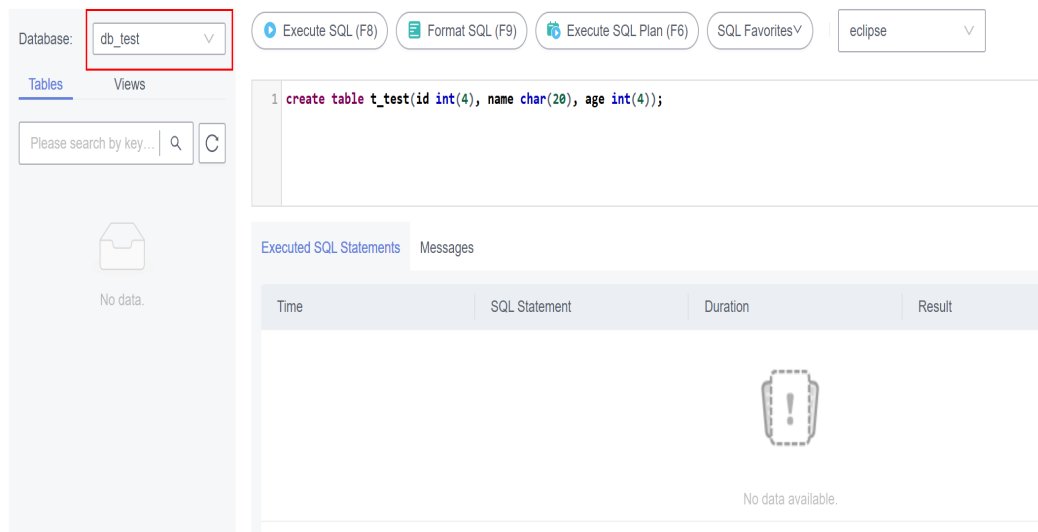 Database: db_test
Execute SQL (F8) Format SQL (F9) Execute SQL Plan (F6) SQL Favorites eclipse
Tables Views
1 create table t_test(id int(4), name char(20), age int(4));
Please search by key...
Executed SQL Statements Messages
No data.
Time SQL Statement Duration Result
No data available.